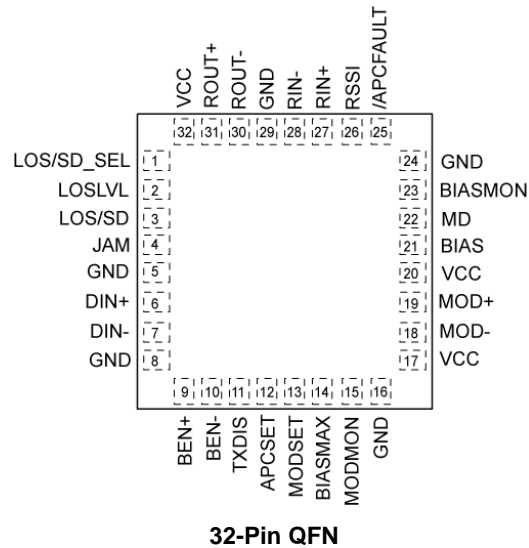 VCC ROUT+ ROUT- GND RIN- RIN+ RSSI /APCFAULT
32 31 30 29 28 27 26 25
LOS/SD_SEL 1 24 GND
LOSLVL 2 23 BIASMON
LOS/SD 3 22 MD
JAM 4 21 BIAS
GND 5 20 VCC
DIN+ 6 19 MOD+
DIN- 7 18 MOD-
GND 8 17 VCC
9 10 11 12 13 14 15 16
BEN+ BEN- TXDIS APCSET MODSET BIASMAX MODMON GND
32-Pin QFN